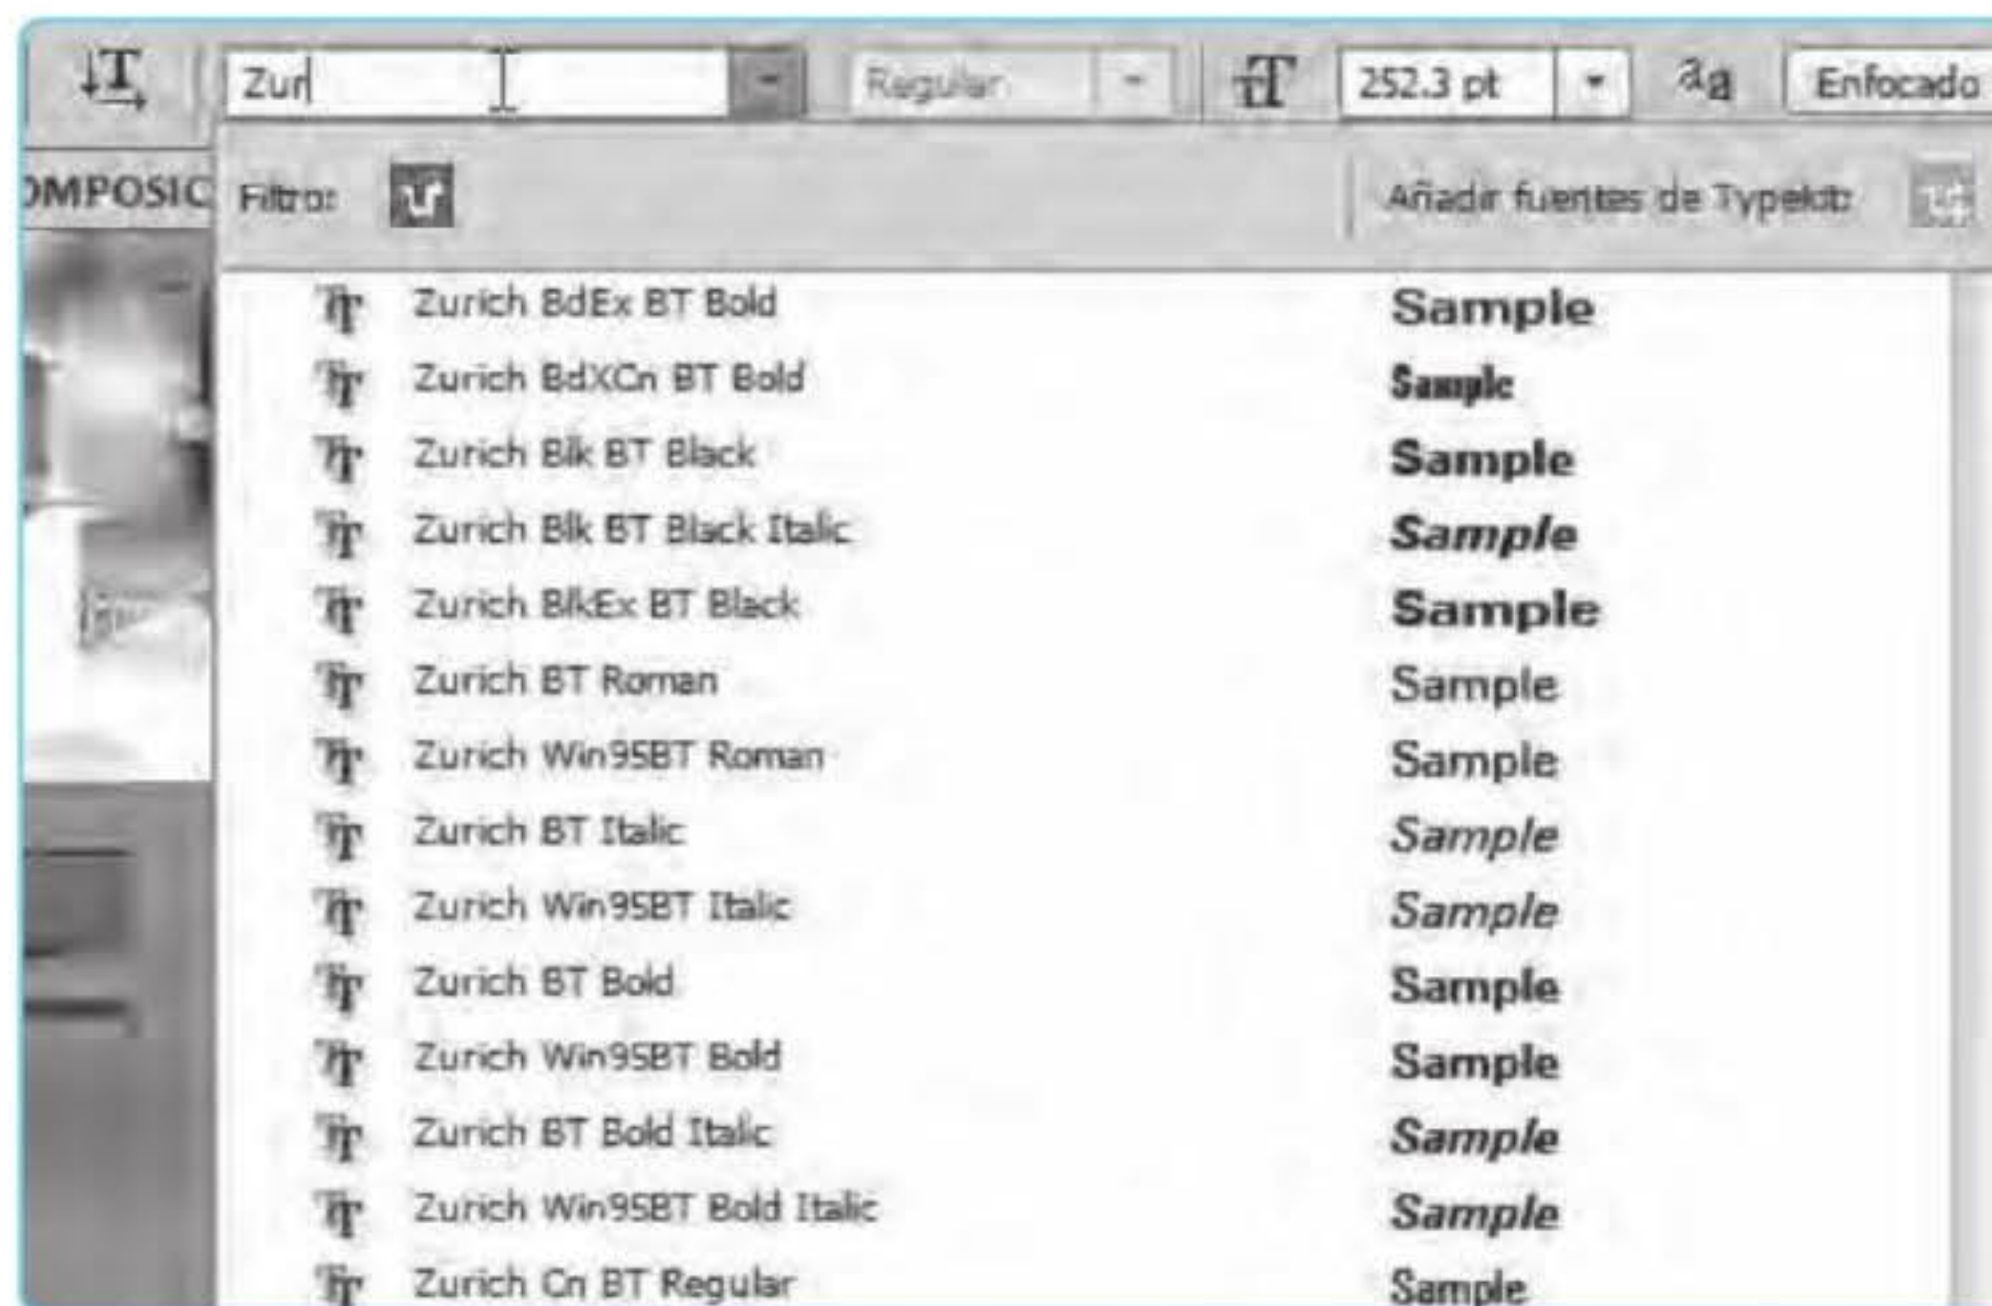 Zur Regular 252.3 pt aa Enfocado
OMPOSIC
Filtro: Añadir fuentes de Typekit:
Zurich BdEx BT Bold Sample
Zurich BdXCn BT Bold Sample
Zurich Blk BT Black Sample
Zurich Blk BT Black Italic Sample
Zurich BlkEx BT Black Sample
Zurich BT Roman Sample
Zurich Win95BT Roman Sample
Zurich BT Italic Sample
Zurich Win95BT Italic Sample
Zurich BT Bold Sample
Zurich Win95BT Bold Sample
Zurich BT Bold Italic Sample
Zurich Win95BT Bold Italic Sample
Zurich Cn BT Regular Sample